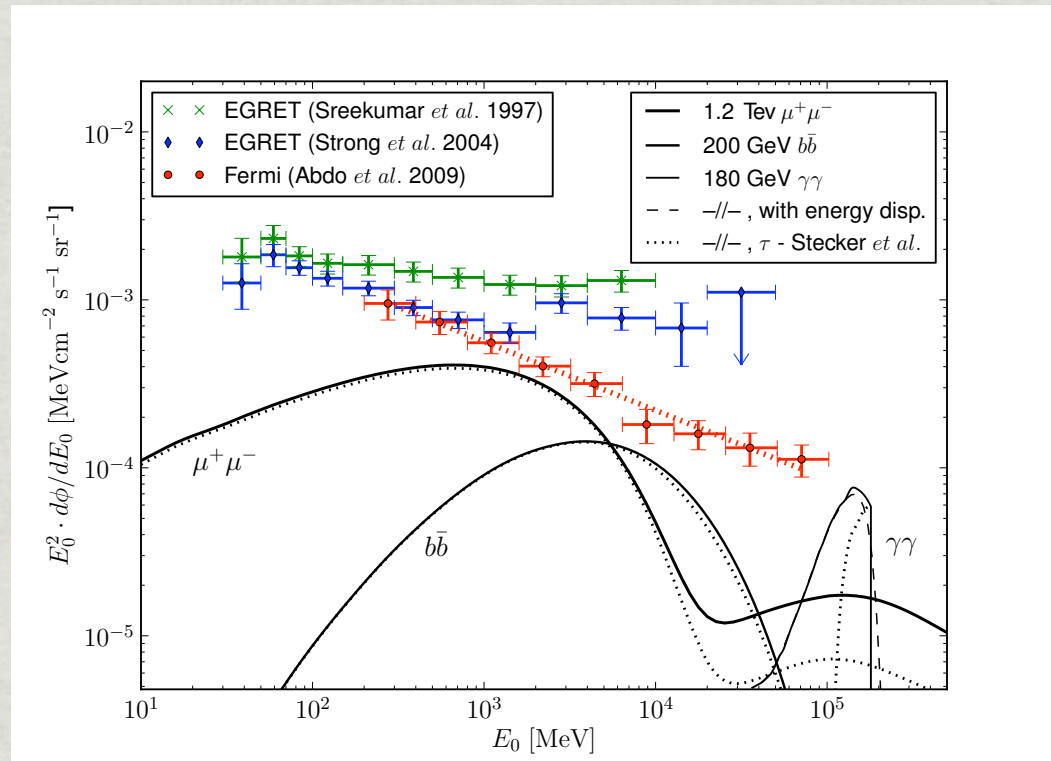 EGRET (Sreekumar et al. 1997)
EGRET (Strong et al. 2004)
Fermi (Abdo et al. 2009)
1.2 Tev μ⁺μ⁻
200 GeV bb̄
180 GeV γγ
–//– , with energy disp.
–//– , τ - Stecker et al.
10⁻²
10⁻³
10⁻⁴
10⁻⁵
E₀² · dφ/dE₀ [MeVcm⁻² s⁻¹ sr⁻¹]
μ⁺μ⁻
bb̄
γγ
10¹ 10² 10³ 10⁴ 10⁵
E₀ [MeV]